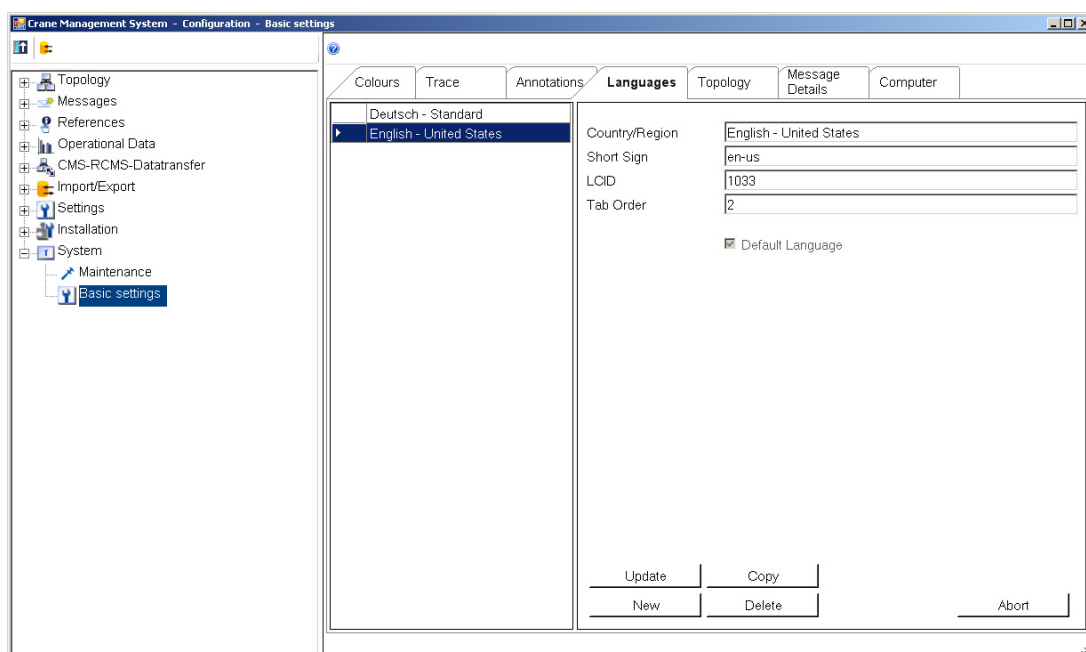 Crane Management System - Configuration - Basic settings
Topology
Messages
References
Operational Data
CMS-RCMS-Datatransfer
Import/Export
Settings
Installation
System
Maintenance
Basic settings
Colours
Trace
Annotations
Languages
Topology
Message
Details
Computer
Deutsch - Standard
English - United States
Country/Region English - United States
Short Sign en-us
LCID 1033
Tab Order 2
Default Language
Update Copy
New Delete Abort